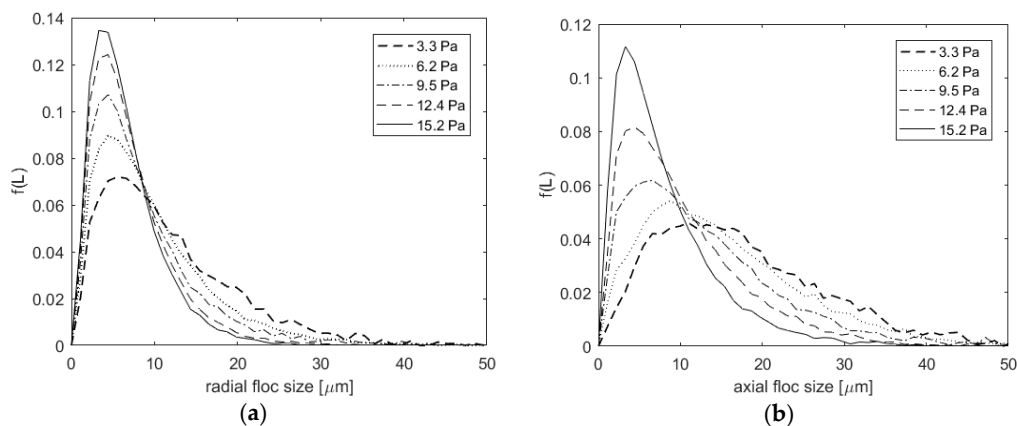 0.14
0.12
0.1
0.08
0.06
0.04
0.02
0
f(L)
0 10 20 30 40 50
radial floc size [μm]
3.3 Pa
6.2 Pa
9.5 Pa
12.4 Pa
15.2 Pa
(a)
0.12
0.1
0.08
0.06
0.04
0.02
0
f(L)
0 10 20 30 40 50
axial floc size [μm]
3.3 Pa
6.2 Pa
9.5 Pa
12.4 Pa
15.2 Pa
(b)